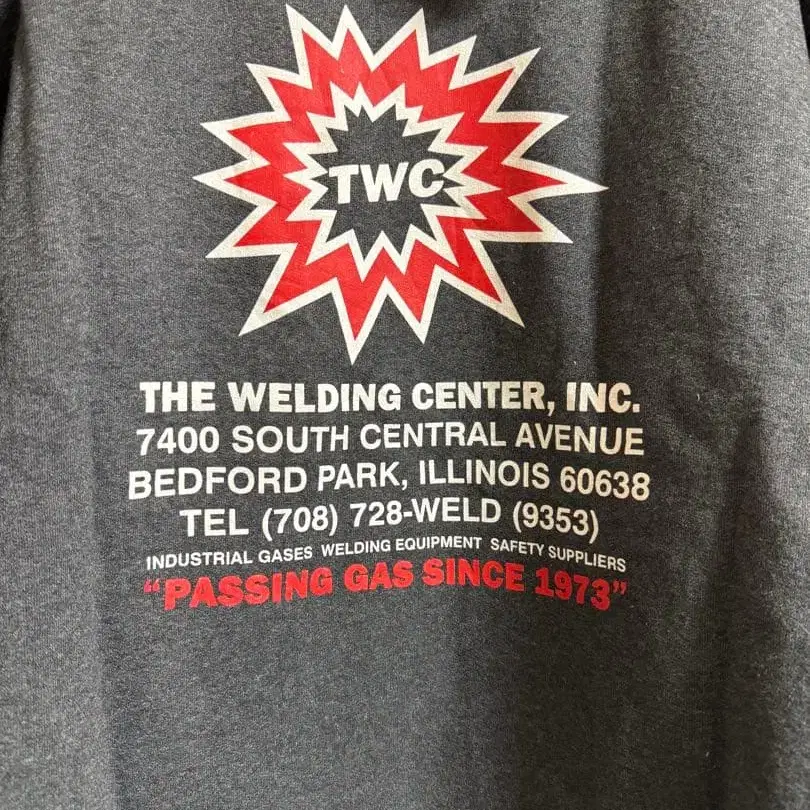 TWC
THE WELDING CENTER, INC.
7400 SOUTH CENTRAL AVENUE
BEDFORD PARK, ILLINOIS 60638
TEL (708) 728-WELD (9353)
INDUSTRIAL GASES WELDING EQUIPMENT SAFETY SUPPLIERS
“PASSING GAS SINCE 1973”